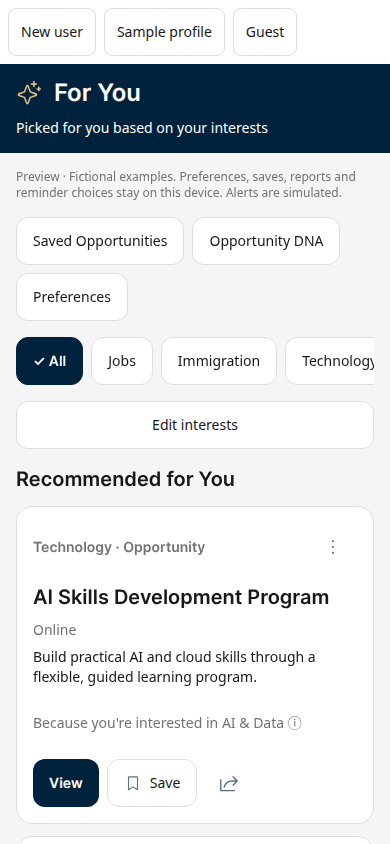 New user
Sample profile
Guest
For You
Picked for you based on your interests
Preview · Fictional examples. Preferences, saves, reports and
reminder choices stay on this device. Alerts are simulated.
Saved Opportunities
Opportunity DNA
Preferences
✓ All
Jobs
Immigration
Technology
Edit interests
Recommended for You
Technology · Opportunity
AI Skills Development Program
Online
Build practical AI and cloud skills through a
flexible, guided learning program.
Because you're interested in AI & Data ⓘ
View
Save